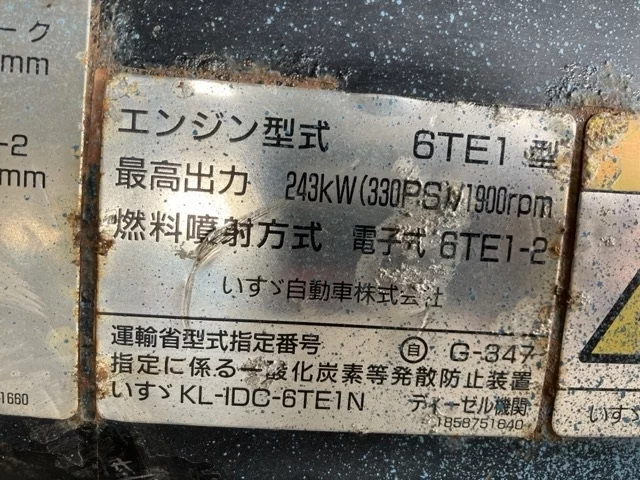 ーク
mm
-2
mm
1660
エンジン型式 6TE1 型
最高出力 243kW(330PS)/1900rpm
燃料噴射方式 電子式 6TE1-2
いすゞ自動車株式会社
運輸省型式指定番号 ㊐ G-347
指定に係る一酸化炭素等発散防止装置
いすゞ KL-IDC-6TE1N ディーゼル機関
1858751640
いすゞ